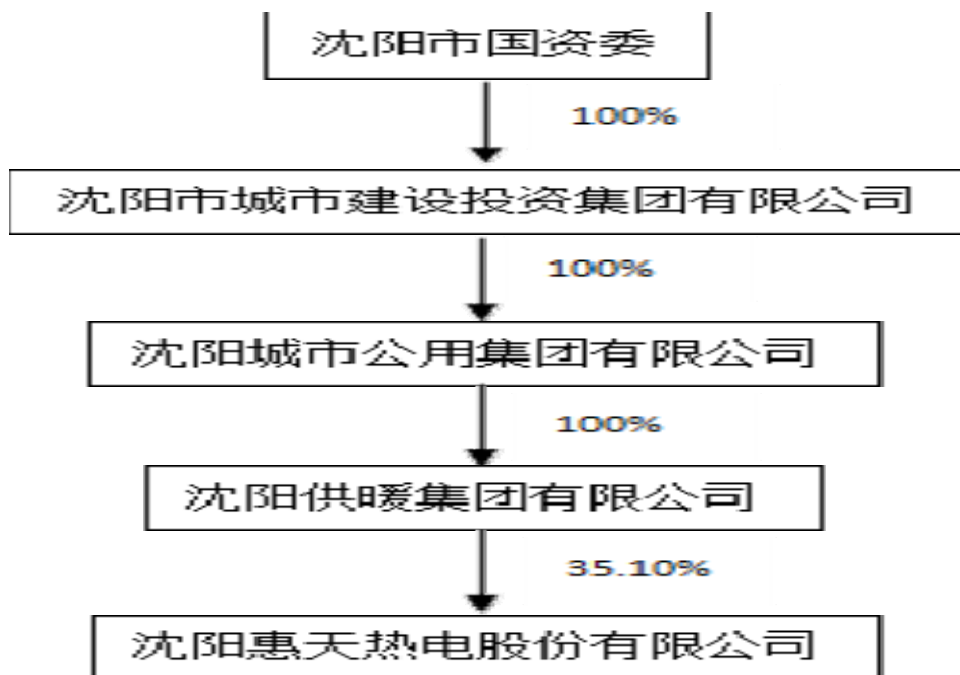 沈阳市国资委
100%
沈阳市城市建设投资集团有限公司
100%
沈阳城市公用集团有限公司
100%
沈阳供暖集团有限公司
35.10%
沈阳惠天热电股份有限公司